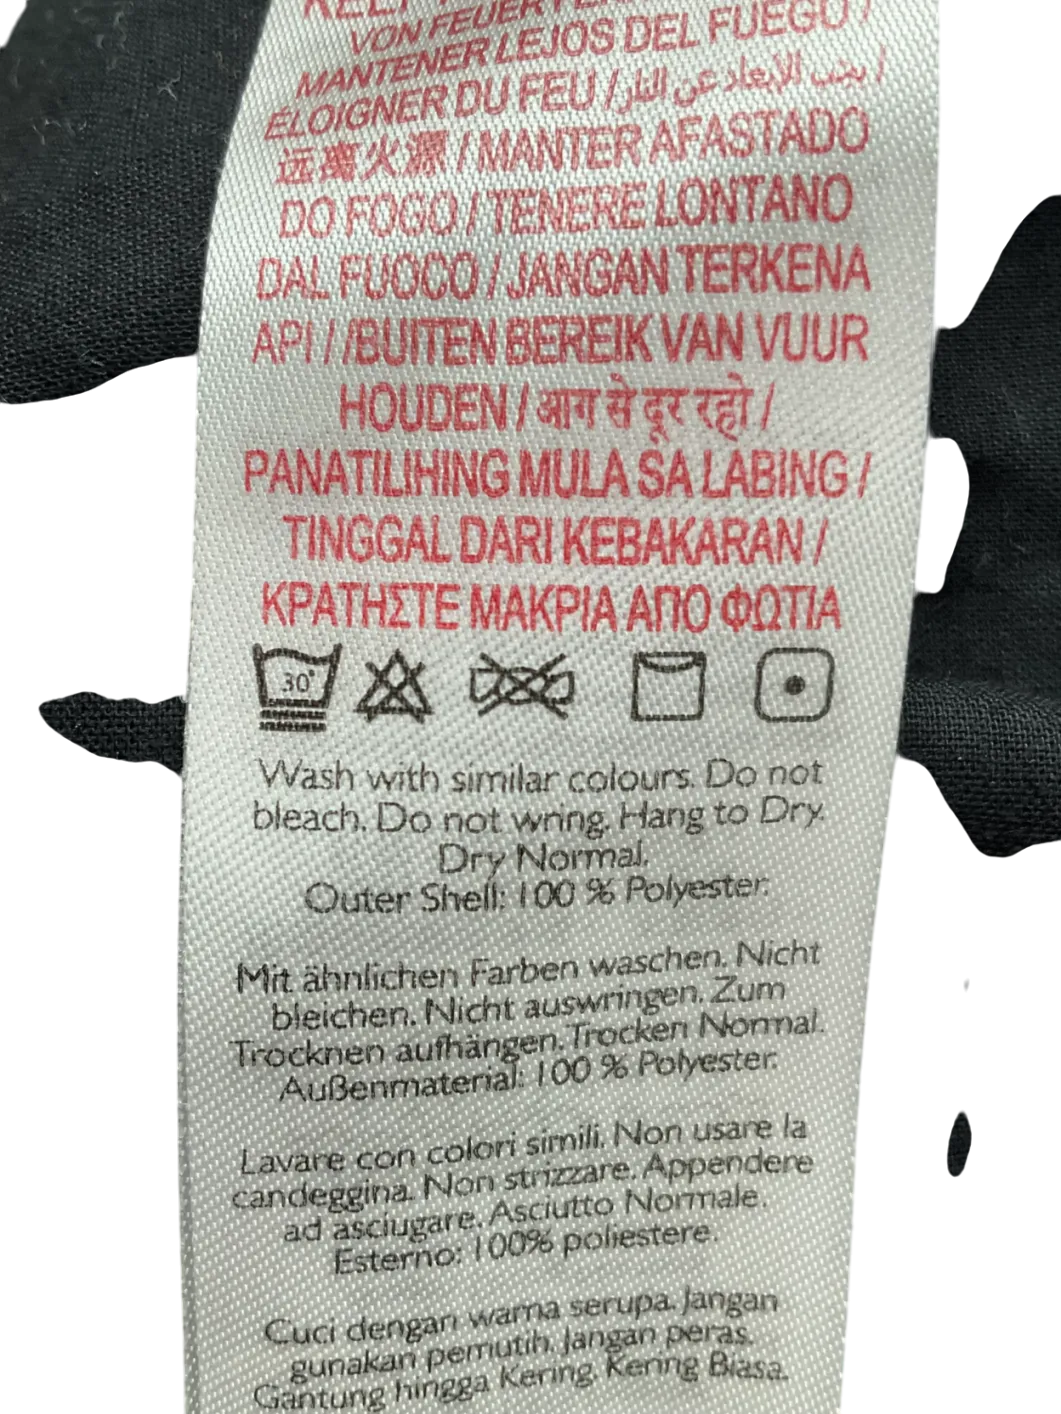 VON FEUER
MANTENER LEJOS DEL FUEGO /
ÉLOIGNER DU FEU / يجب الإبعاد عن النار /
远离火源 / MANTER AFASTADO
DO FOGO / TENERE LONTANO
DAL FUOCO / JANGAN TERKENA
API / /BUITEN BEREIK VAN VUUR
HOUDEN / आग से दूर रहो /
PANATILIHING MULA SA LABING /
TINGGAL DARI KEBAKARAN /
ΚΡΑΤΗΣΤΕ ΜΑΚΡΙΑ ΑΠΟ ΦΩΤΙΑ
30°
Wash with similar colours. Do not
bleach. Do not wring. Hang to Dry.
Dry Normal.
Outer Shell: 100 % Polyester.
Mit ähnlichen Farben waschen. Nicht
bleichen. Nicht auswringen. Zum
Trocknen aufhängen. Trocken Normal.
Außenmaterial: 100 % Polyester.
Lavare con colori simili. Non usare la
candeggina. Non strizzare. Appendere
ad asciugare. Asciutto Normale.
Esterno: 100% poliestere.
Cuci dengan warna serupa. Jangan
gunakan pemutih. Jangan peras.
Gantung hingga Kering. Kering Biasa.